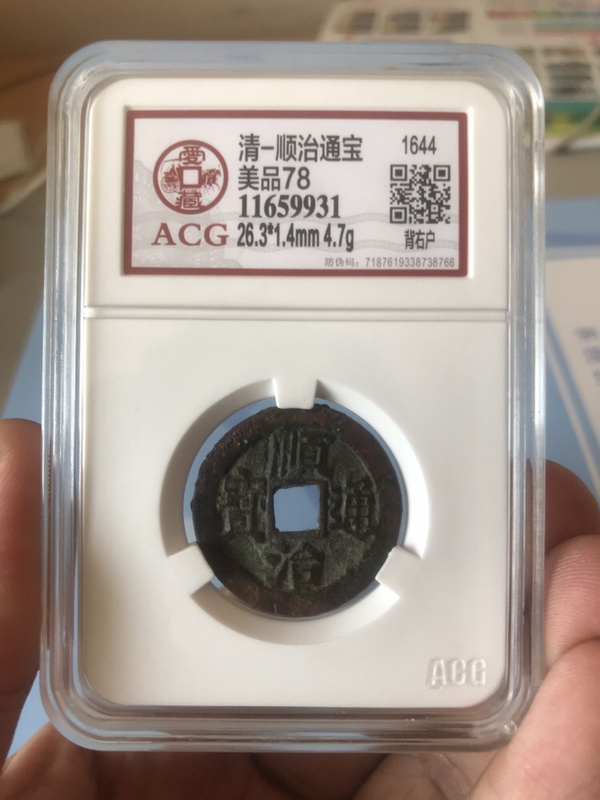 清-顺治通宝 1644
美品78
11659931
ACG 26.3*1.4mm 4.7g 背右户
防伪码：7187619338738766
順治通寶
ACG